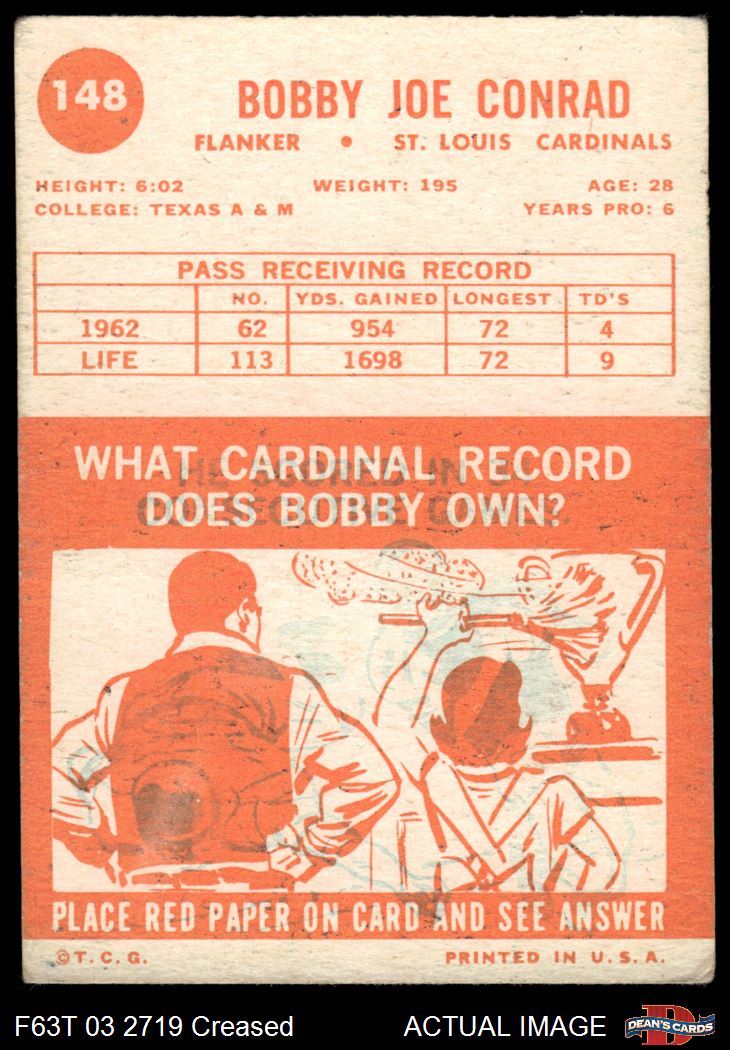 148
BOBBY JOE CONRAD
FLANKER • ST. LOUIS CARDINALS
HEIGHT: 6:02 WEIGHT: 195 AGE: 28
COLLEGE: TEXAS A & M YEARS PRO: 6
PASS RECEIVING RECORD
NO. YDS. GAINED LONGEST TD'S
1962 62 954 72 4
LIFE 113 1698 72 9
WHAT CARDINAL RECORD
DOES BOBBY OWN?
HE SCORED IN
PLACE RED PAPER ON CARD AND SEE ANSWER
©T.C.G. PRINTED IN U.S.A.
F63T 03 2719 Creased ACTUAL IMAGE
DEAN'S CARDS